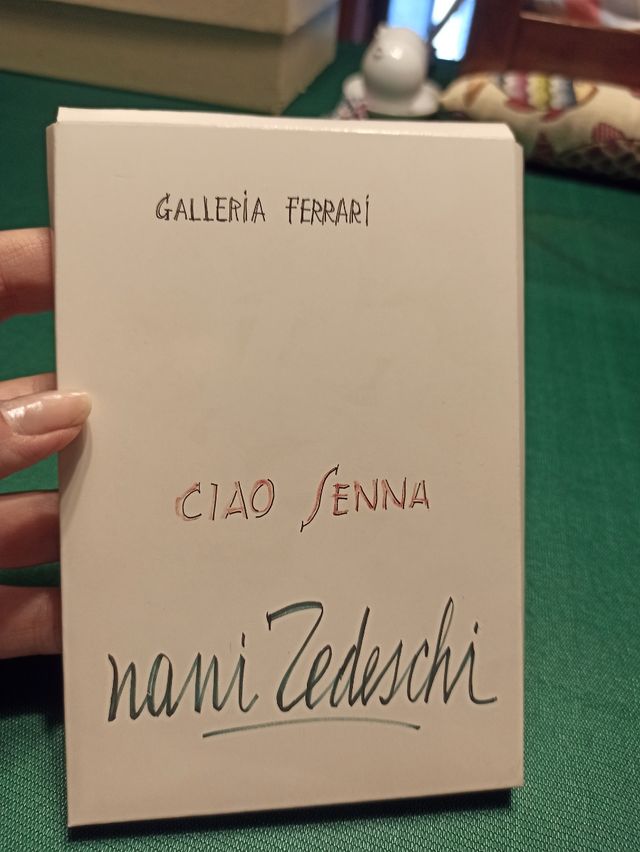 GALLERIA FERRARI
CIAO SENNA
nani Tedeschi